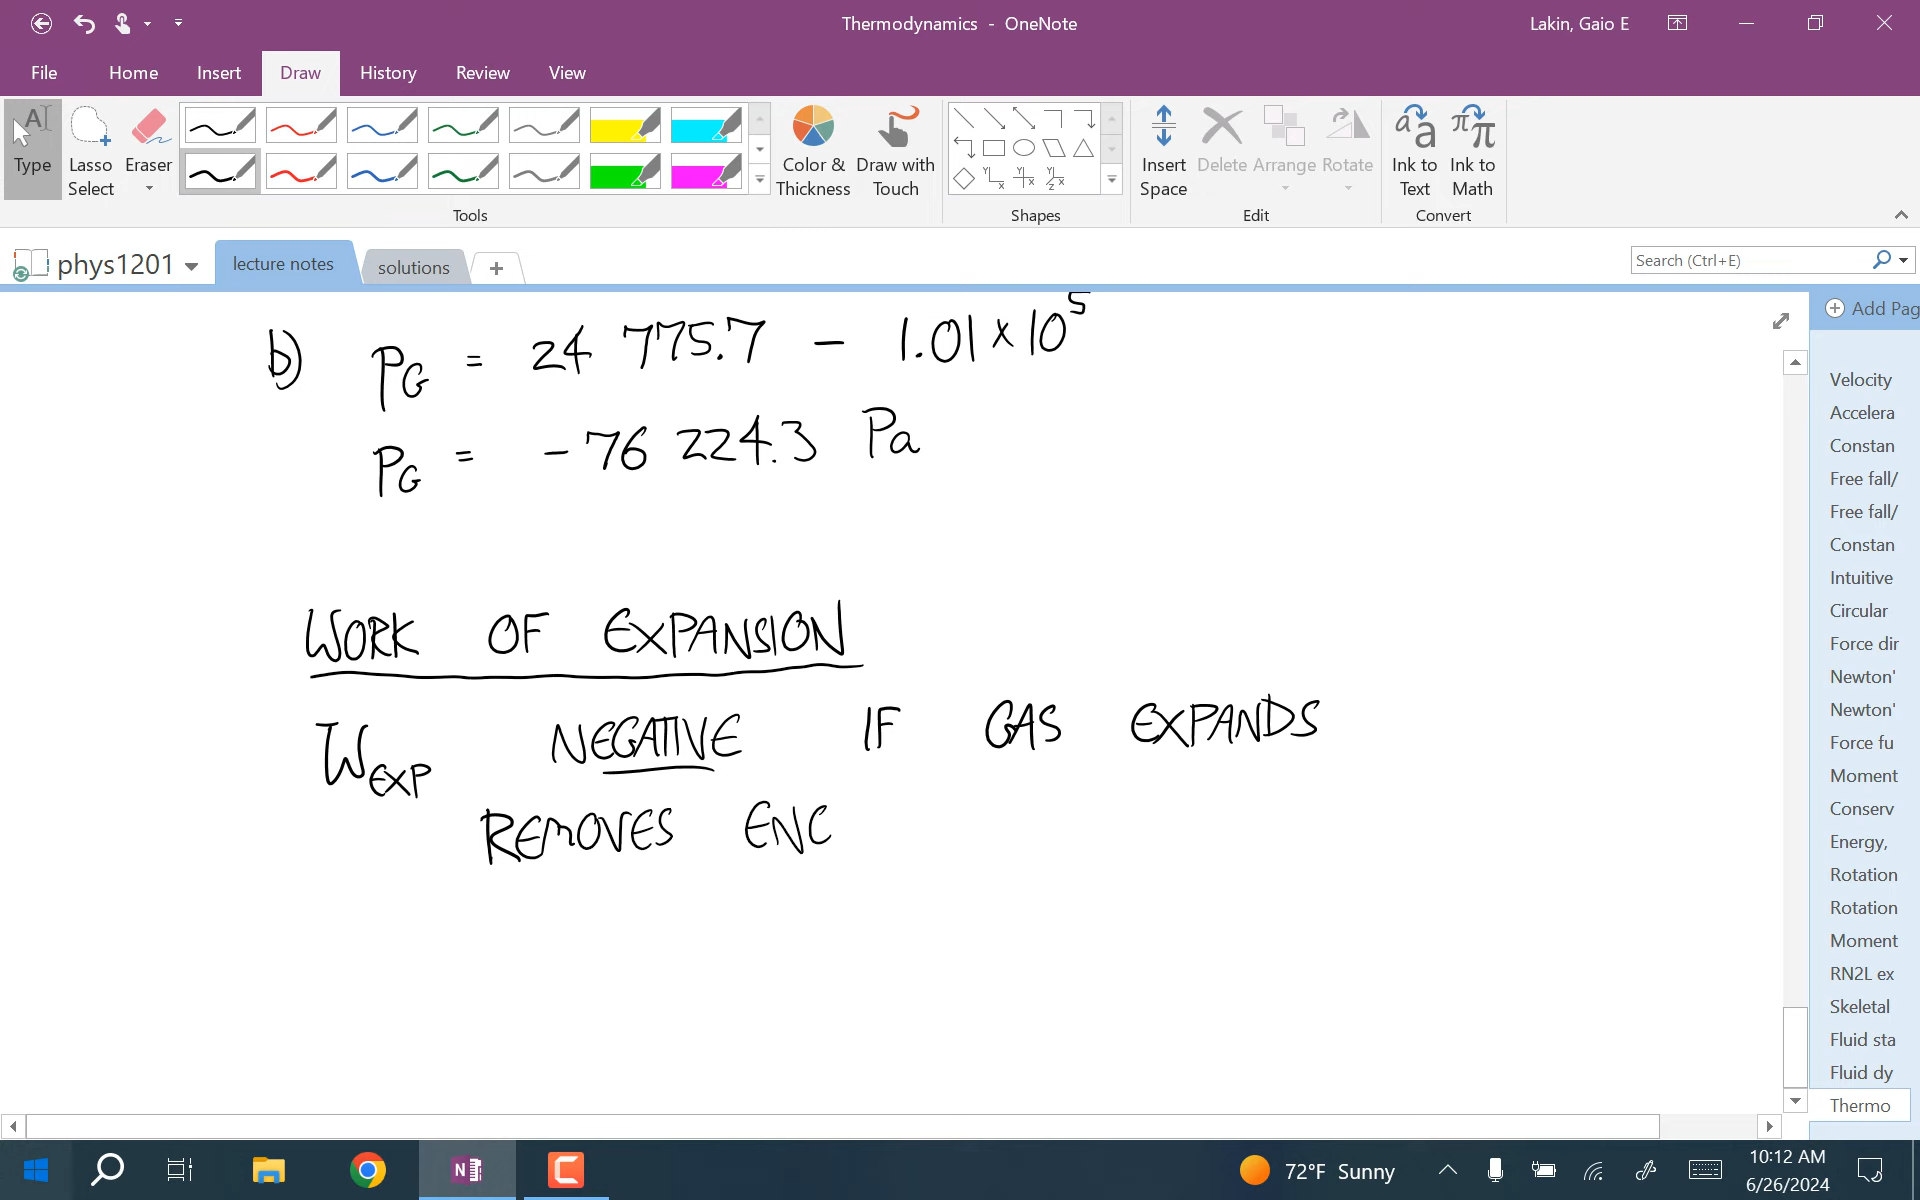 Thermodynamics - OneNote
Lakin, Gaio E
File Home Insert Draw History Review View
Type
Lasso Select
Eraser
Color & Thickness
Draw with Touch
Insert Space
Delete
Arrange
Rotate
Ink to Text
Ink to Math
Tools
Shapes
Edit
Convert
phys1201
lecture notes
solutions
Search (Ctrl+E)
Add Pag
b) PG = 24 775.7 - 1.01 x 10^5
PG = - 76 224.3 Pa
WORK OF EXPANSION
WEXP NEGATIVE IF GAS EXPANDS
REMOVES ENC
Velocity
Accelera
Constan
Free fall/
Free fall/
Constan
Intuitive
Circular
Force dir
Newton'
Newton'
Force fu
Moment
Conserv
Energy,
Rotation
Rotation
Moment
RN2L ex
Skeletal
Fluid sta
Fluid dy
Thermo
72°F Sunny
10:12 AM
6/26/2024